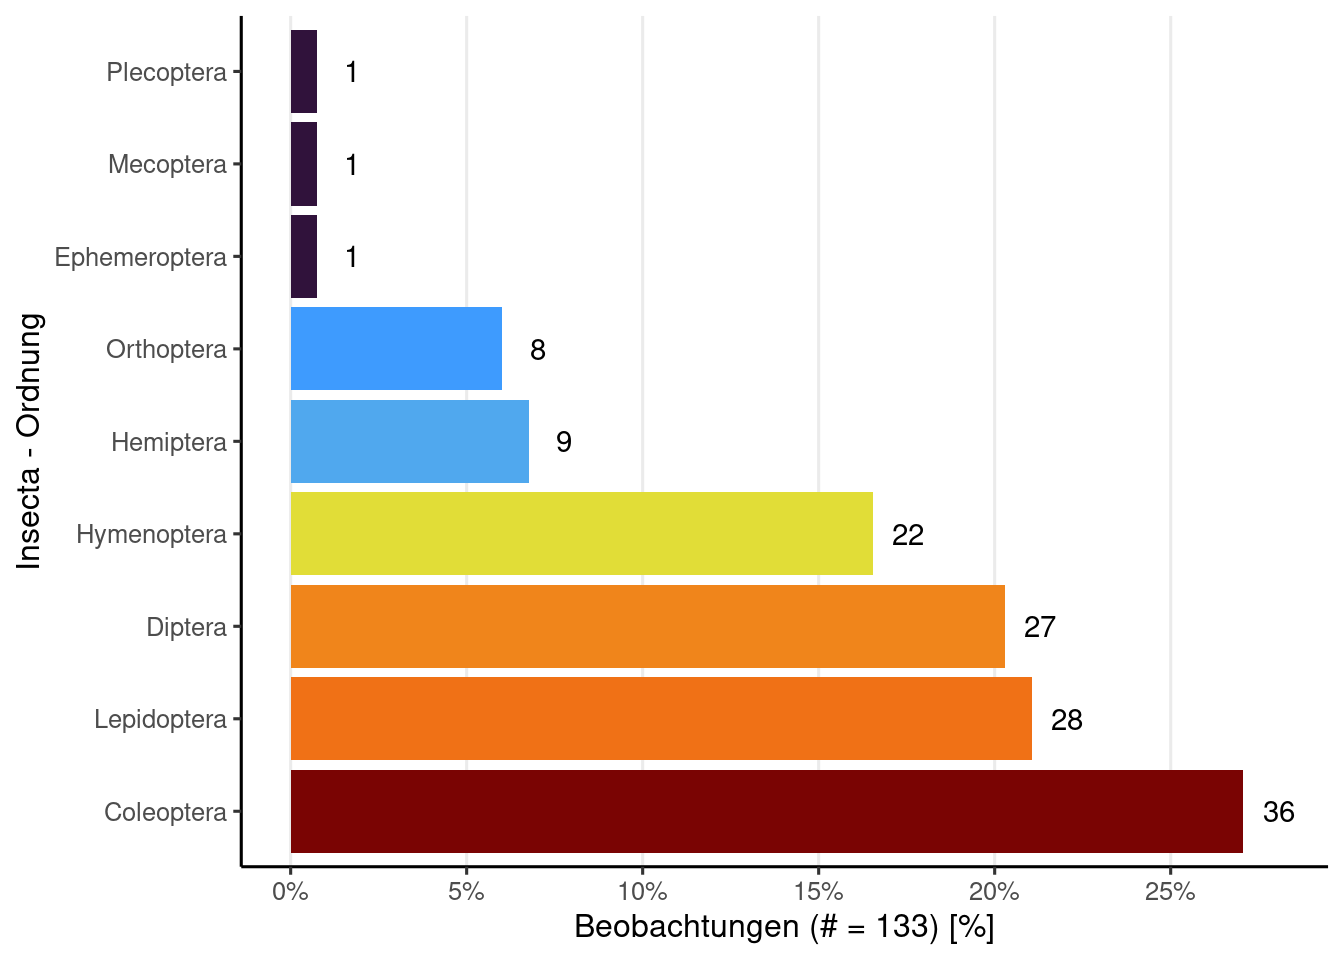 Plecoptera 1
Mecoptera 1
Ephemeroptera 1
Orthoptera 8
Hemiptera 9
Hymenoptera 22
Diptera 27
Lepidoptera 28
Coleoptera 36
Insecta - Ordnung
0% 5% 10% 15% 20% 25%
Beobachtungen (# = 133) [%]